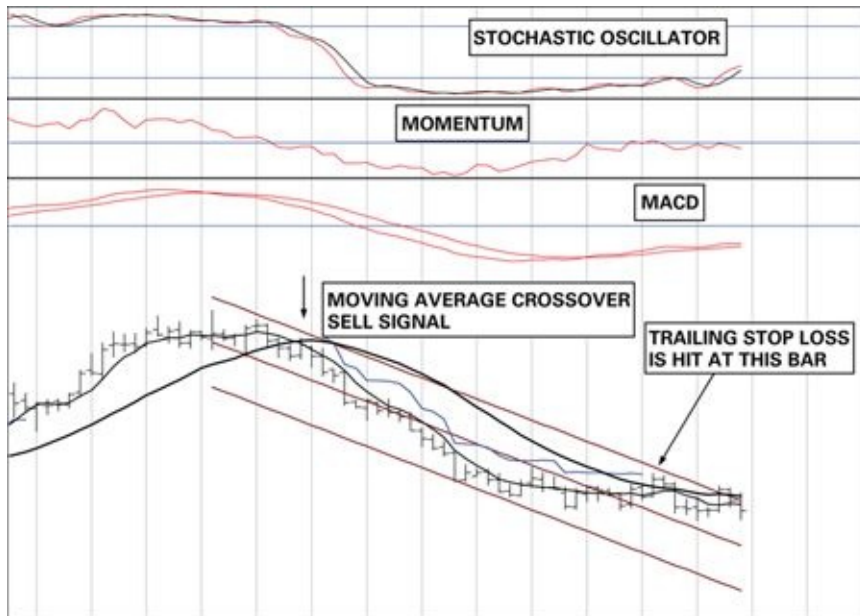 STOCHASTIC OSCILLATOR
MOMENTUM
MACD
MOVING AVERAGE CROSSOVER
SELL SIGNAL
TRAILING STOP LOSS
IS HIT AT THIS BAR